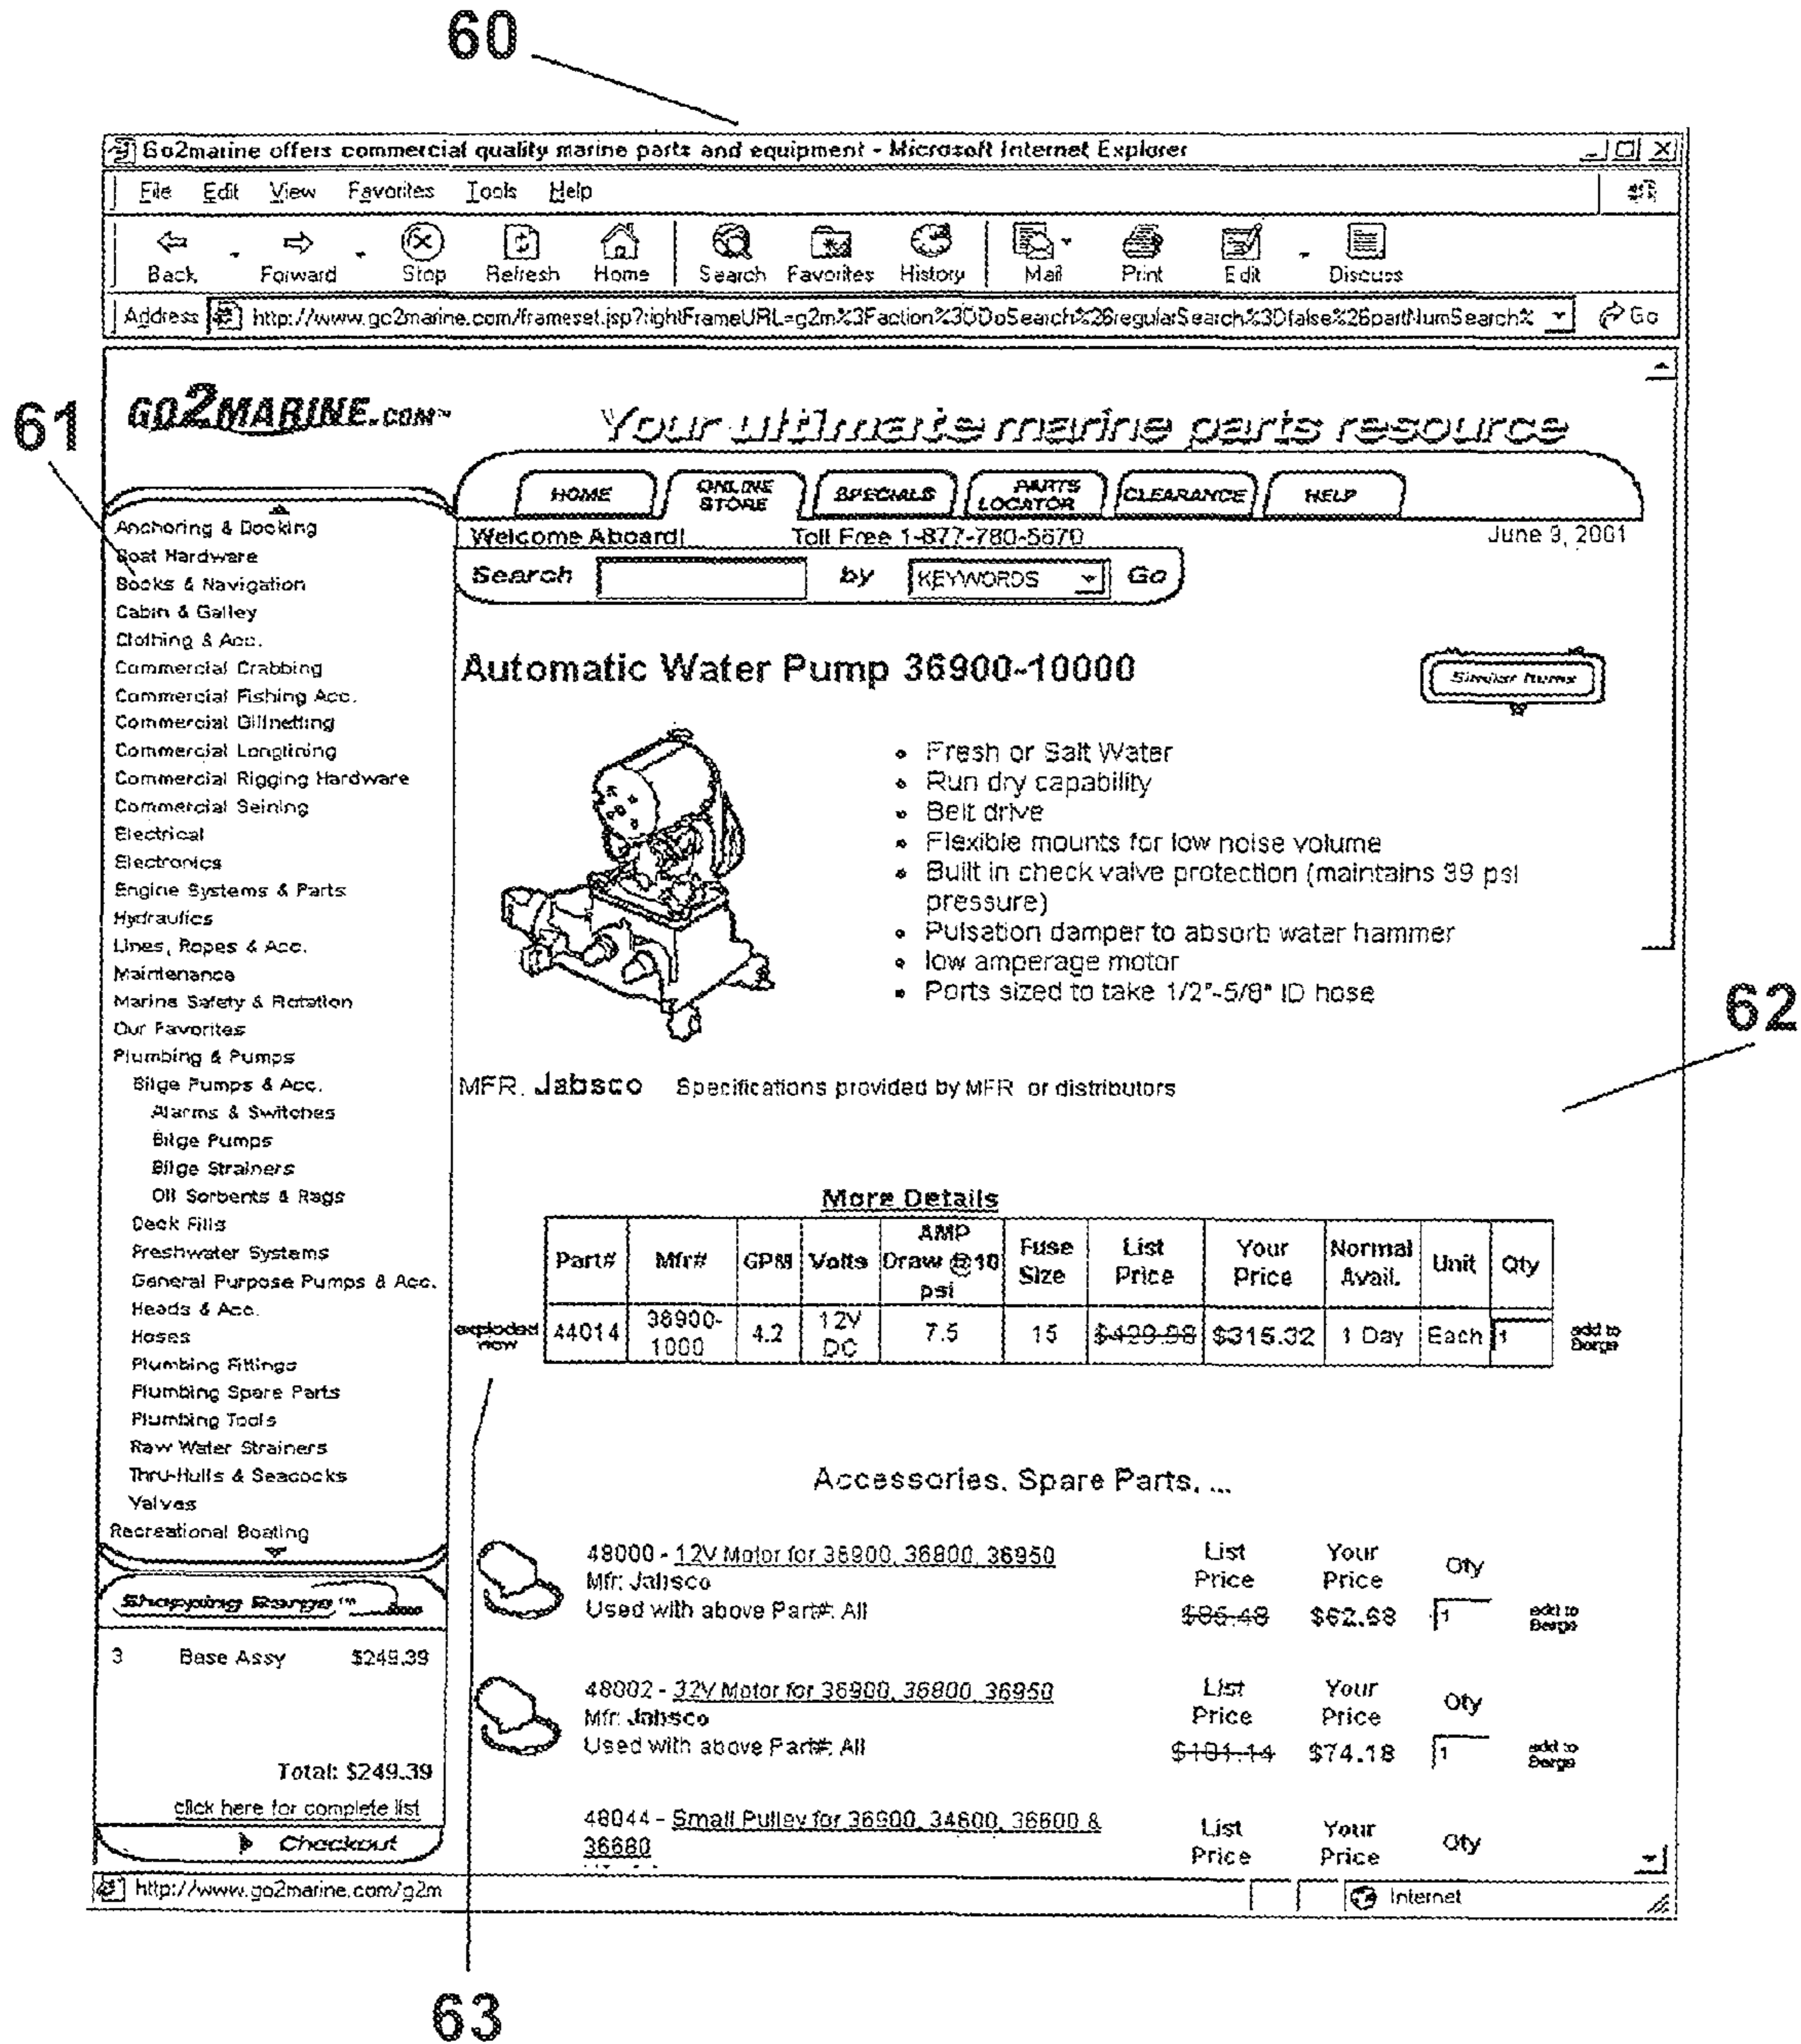 60
Go2marine offers commercial quality marine parts and equipment - Microsoft Internet Explorer
File Edit View Favorites Tools Help
Back Forward Stop Refresh Home Search Favorites History Mail Print Edit Discuss
Address http://www.go2marine.com/frameset.jsp?rightFrameURL=g2m%3Faction%3DDoSearch%26regularSearch%3Dfalse%26partNumSearch% Go
61
GO2MARINE.COM™
Your ultimate marine parts resource
HOME ONLINE STORE SPECIALS PARTS LOCATOR CLEARANCE HELP
Welcome Aboard! Toll Free 1-877-780-5670 June 9, 2001
Search by KEYWORDS Go
Anchoring & Docking
Boat Hardware
Books & Navigation
Cabin & Galley
Clothing & Acc.
Commercial Crabbing
Commercial Fishing Acc.
Commercial Gillnetting
Commercial Longlining
Commercial Rigging Hardware
Commercial Seining
Electrical
Electronics
Engine Systems & Parts
Hydraulics
Lines, Ropes & Acc.
Maintenance
Marine Safety & Flotation
Our Favorites
Plumbing & Pumps
Bilge Pumps & Acc.
Alarms & Switches
Bilge Pumps
Bilge Strainers
Oil Sorbents & Rags
Deck Fills
Freshwater Systems
General Purpose Pumps & Acc.
Heads & Acc.
Hoses
Plumbing Fittings
Plumbing Spare Parts
Plumbing Tools
Raw Water Strainers
Thru-Hulls & Seacocks
Valves
Recreational Boating
Shopping Barge™
3 Base Assy $249.39
Total: $249.39
click here for complete list
Checkout
Automatic Water Pump 36900-10000
Similar Items
• Fresh or Salt Water
• Run dry capability
• Belt drive
• Flexible mounts for low noise volume
• Built in check valve protection (maintains 99 psi
pressure)
• Pulsation damper to absorb water hammer
• low amperage motor
• Ports sized to take 1/2"-5/8" ID hose
62
MFR. Jabsco Specifications provided by MFR or distributors
More Details
Part# Mfr# GPM Volts AMP Draw @10 psi Fuse Size List Price Your Price Normal Avail. Unit Qty
exploded view 44014 36900-1000 4.2 12V DC 7.5 15 $429.98 $315.32 1 Day Each 1 add to Barge
Accessories, Spare Parts, ...
48000 - 12V Motor for 36900, 36800, 36950 List Price Your Price Qty
Mfr: Jabsco
Used with above Part#: All $85.48 $62.68 1 add to Barge
48002 - 32V Motor for 36900, 36800, 36950 List Price Your Price Qty
Mfr: Jabsco
Used with above Part#: All $101.14 $74.18 1 add to Barge
48044 - Small Pulley for 36900, 34600, 36600 &
36680 List Price Your Price Qty
http://www.go2marine.com/g2m Internet
63